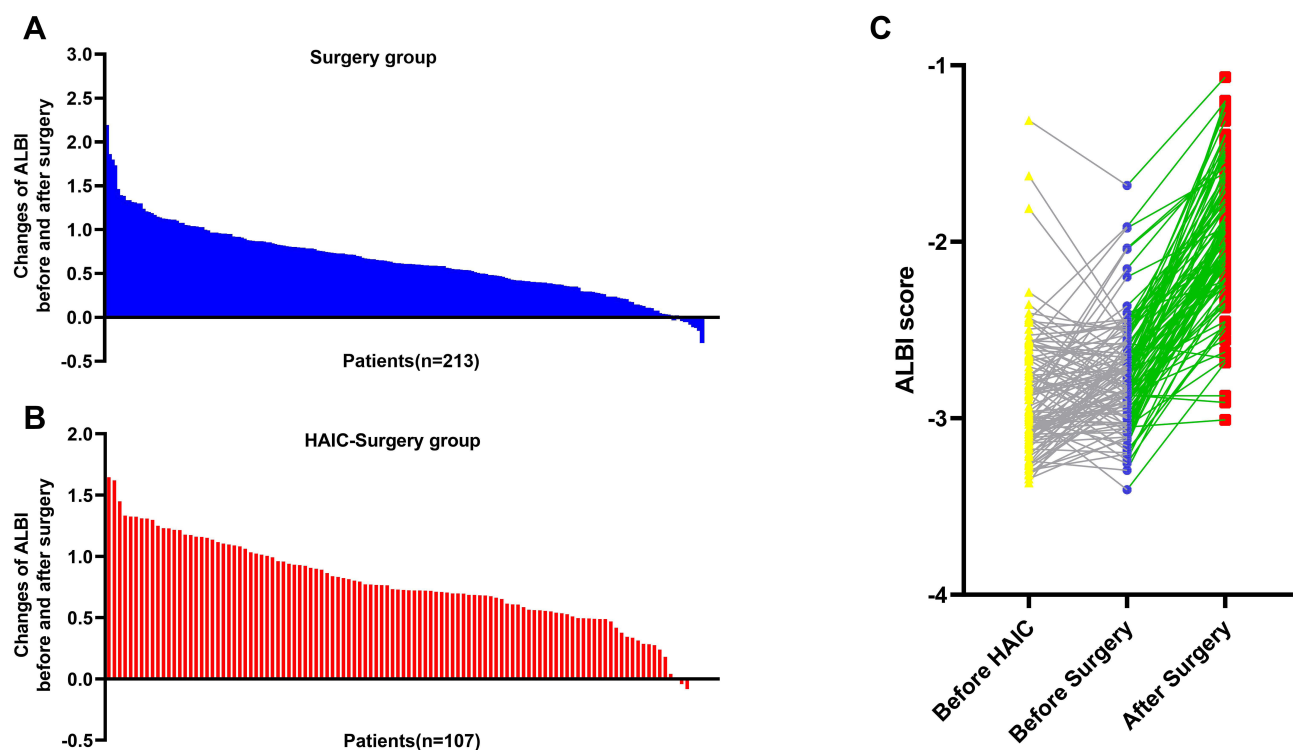 A
Surgery group
Changes of ALBI
before and after surgery
3.0
2.5
2.0
1.5
1.0
0.5
0.0
-0.5
Patients(n=213)
B
HAIC-Surgery group
Changes of ALBI
before and after surgery
2.0
1.5
1.0
0.5
0.0
-0.5
Patients(n=107)
C
ALBI score
-1
-2
-3
-4
Before HAIC
Before Surgery
After Surgery